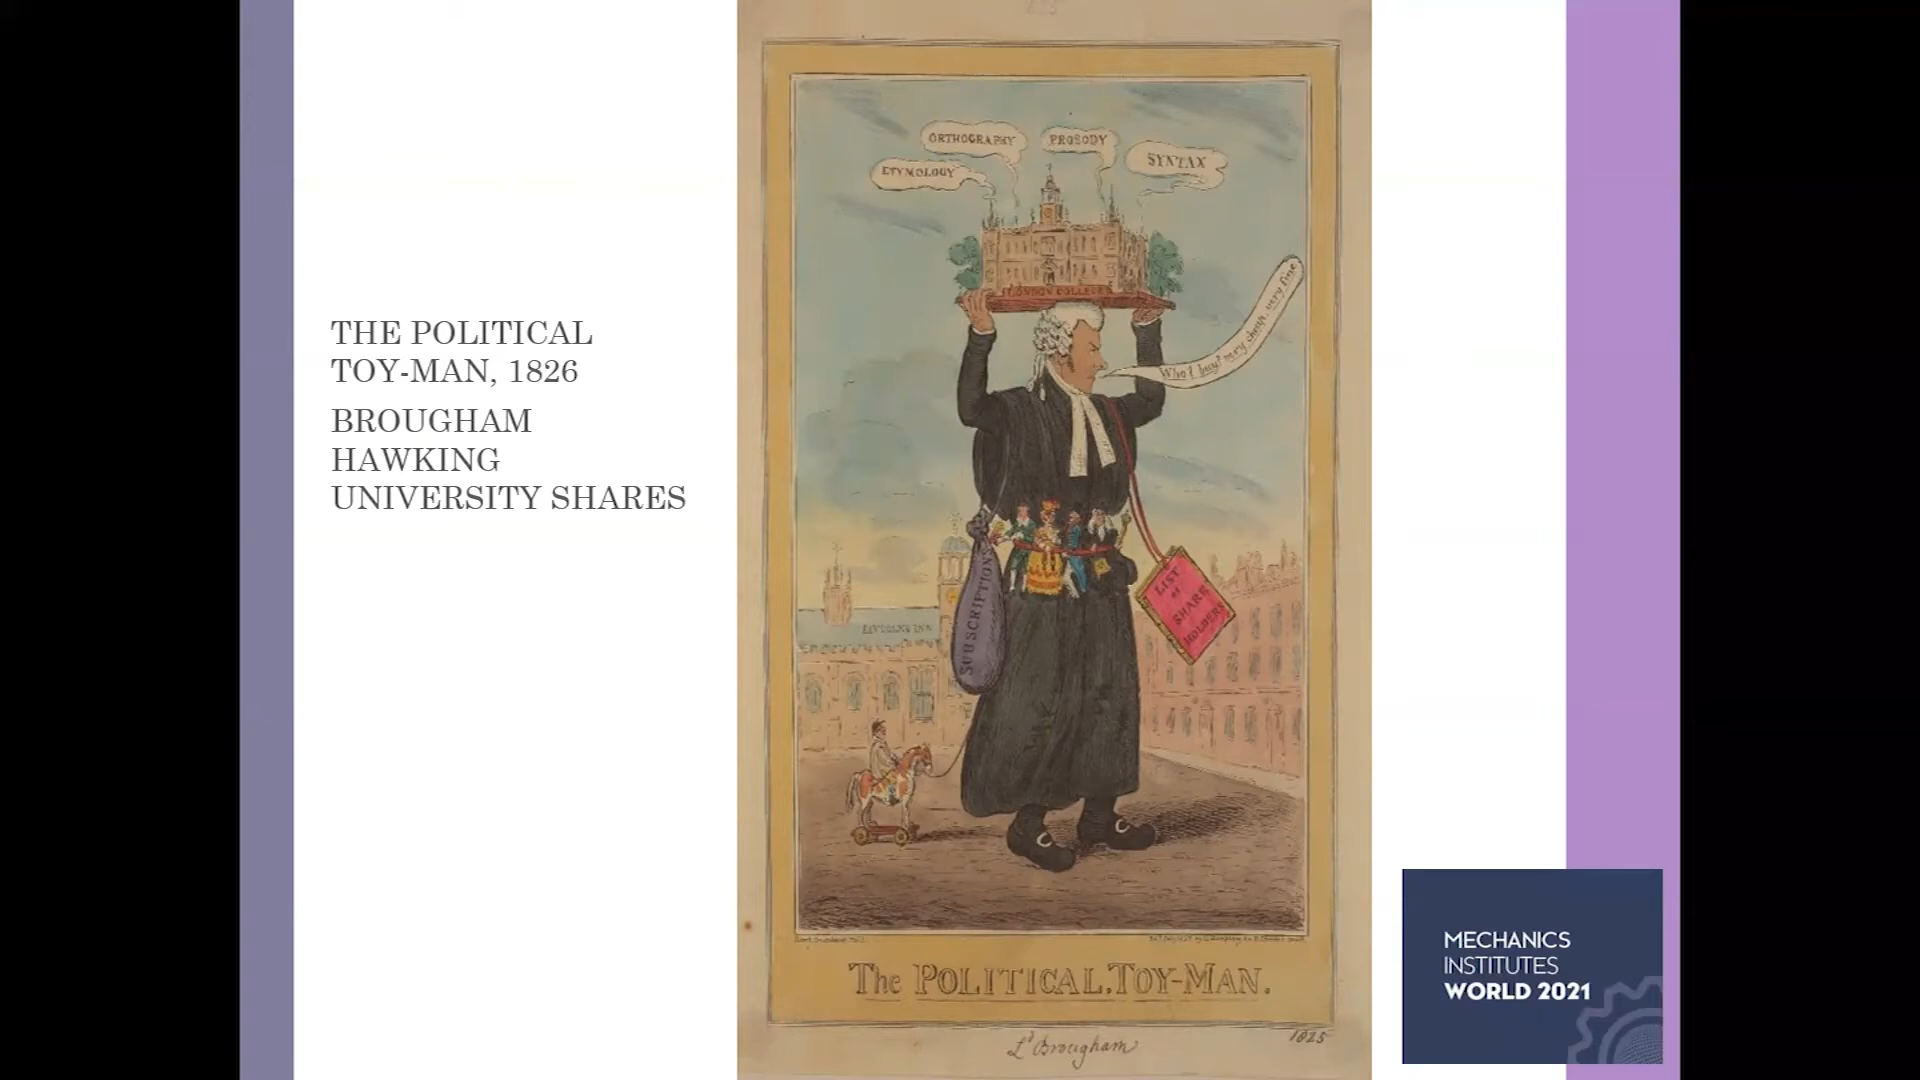 THE POLITICAL
TOY-MAN, 1826
BROUGHAM
HAWKING
UNIVERSITY SHARES
ORTHOGRAPHY
PROSODY
SYNTAX
ETYMOLOGY
LONDON COLLEGE
Who'l buy? very cheap, very fine
SUBSCRIPTION
LIST
of
SHARE
HOLDERS
LINCOLNS INN
The POLITICAL.TOY-MAN.
Ld Brougham
1825
MECHANICS
INSTITUTES
WORLD 2021